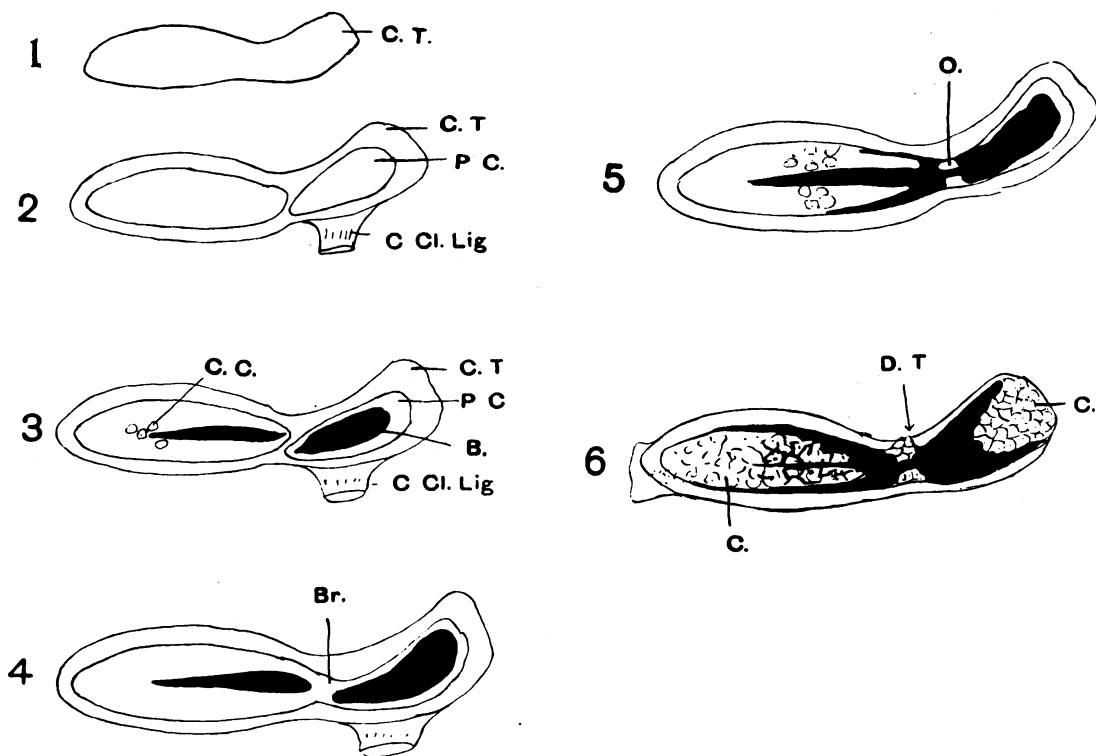 1
C. T.
2
C. T
P C.
C Cl. Lig
3
C. C.
C. T
P C
B.
C Cl. Lig
4
Br.
5
O.
6
D. T
C.
C.